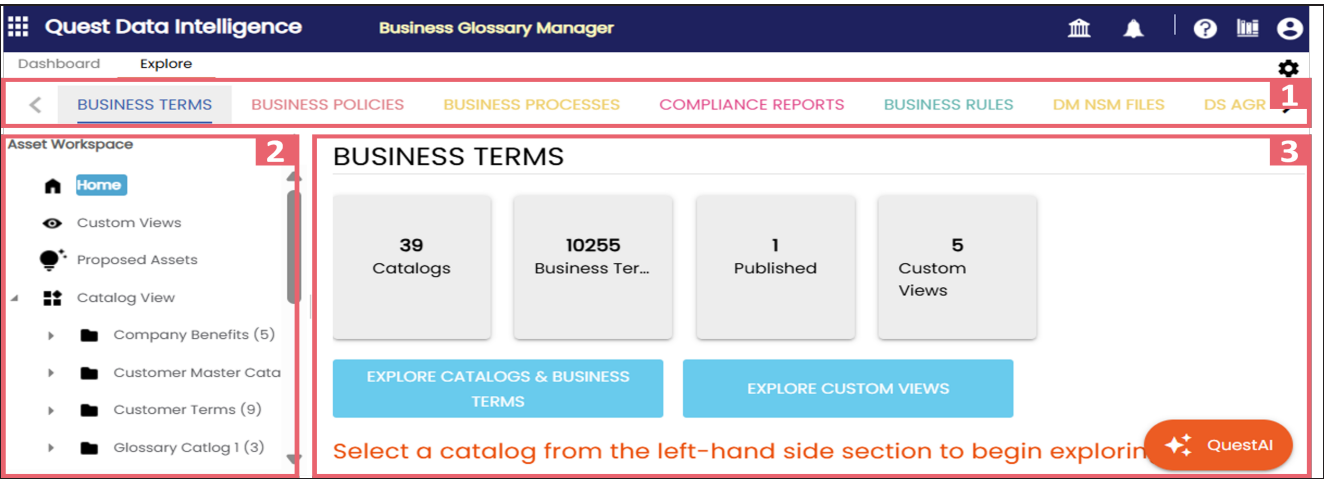 Quest Data Intelligence Business Glossary Manager
Dashboard Explore
BUSINESS TERMS BUSINESS POLICIES BUSINESS PROCESSES COMPLIANCE REPORTS BUSINESS RULES DM NSM FILES DS AGR 1
Asset Workspace 2
Home
Custom Views
Proposed Assets
Catalog View
Company Benefits (5)
Customer Master Cata
Customer Terms (9)
Glossary Catlog 1 (3)
3
BUSINESS TERMS
39
Catalogs
10255
Business Ter...
1
Published
5
Custom
Views
EXPLORE CATALOGS & BUSINESS
TERMS
EXPLORE CUSTOM VIEWS
Select a catalog from the left-hand side section to begin explorin
QuestAI